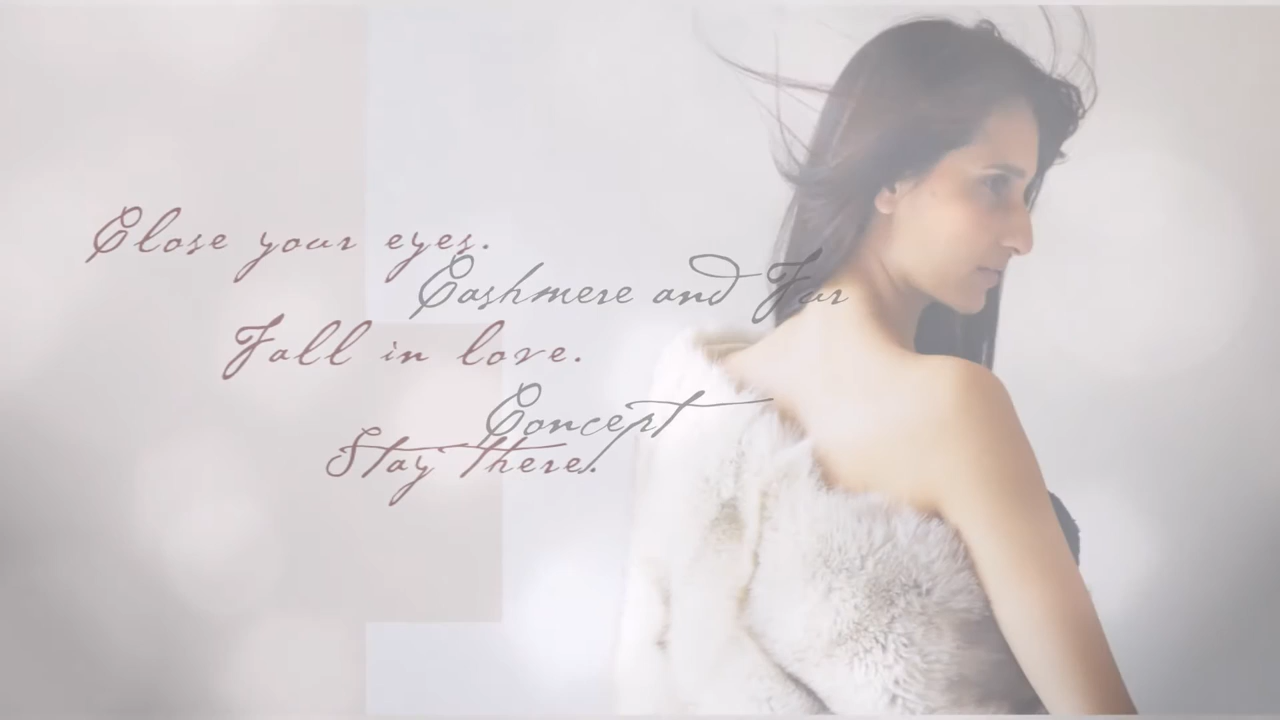 Close your eyes.
Cashmere and Fur
Fall in love.
Concept
Stay there.